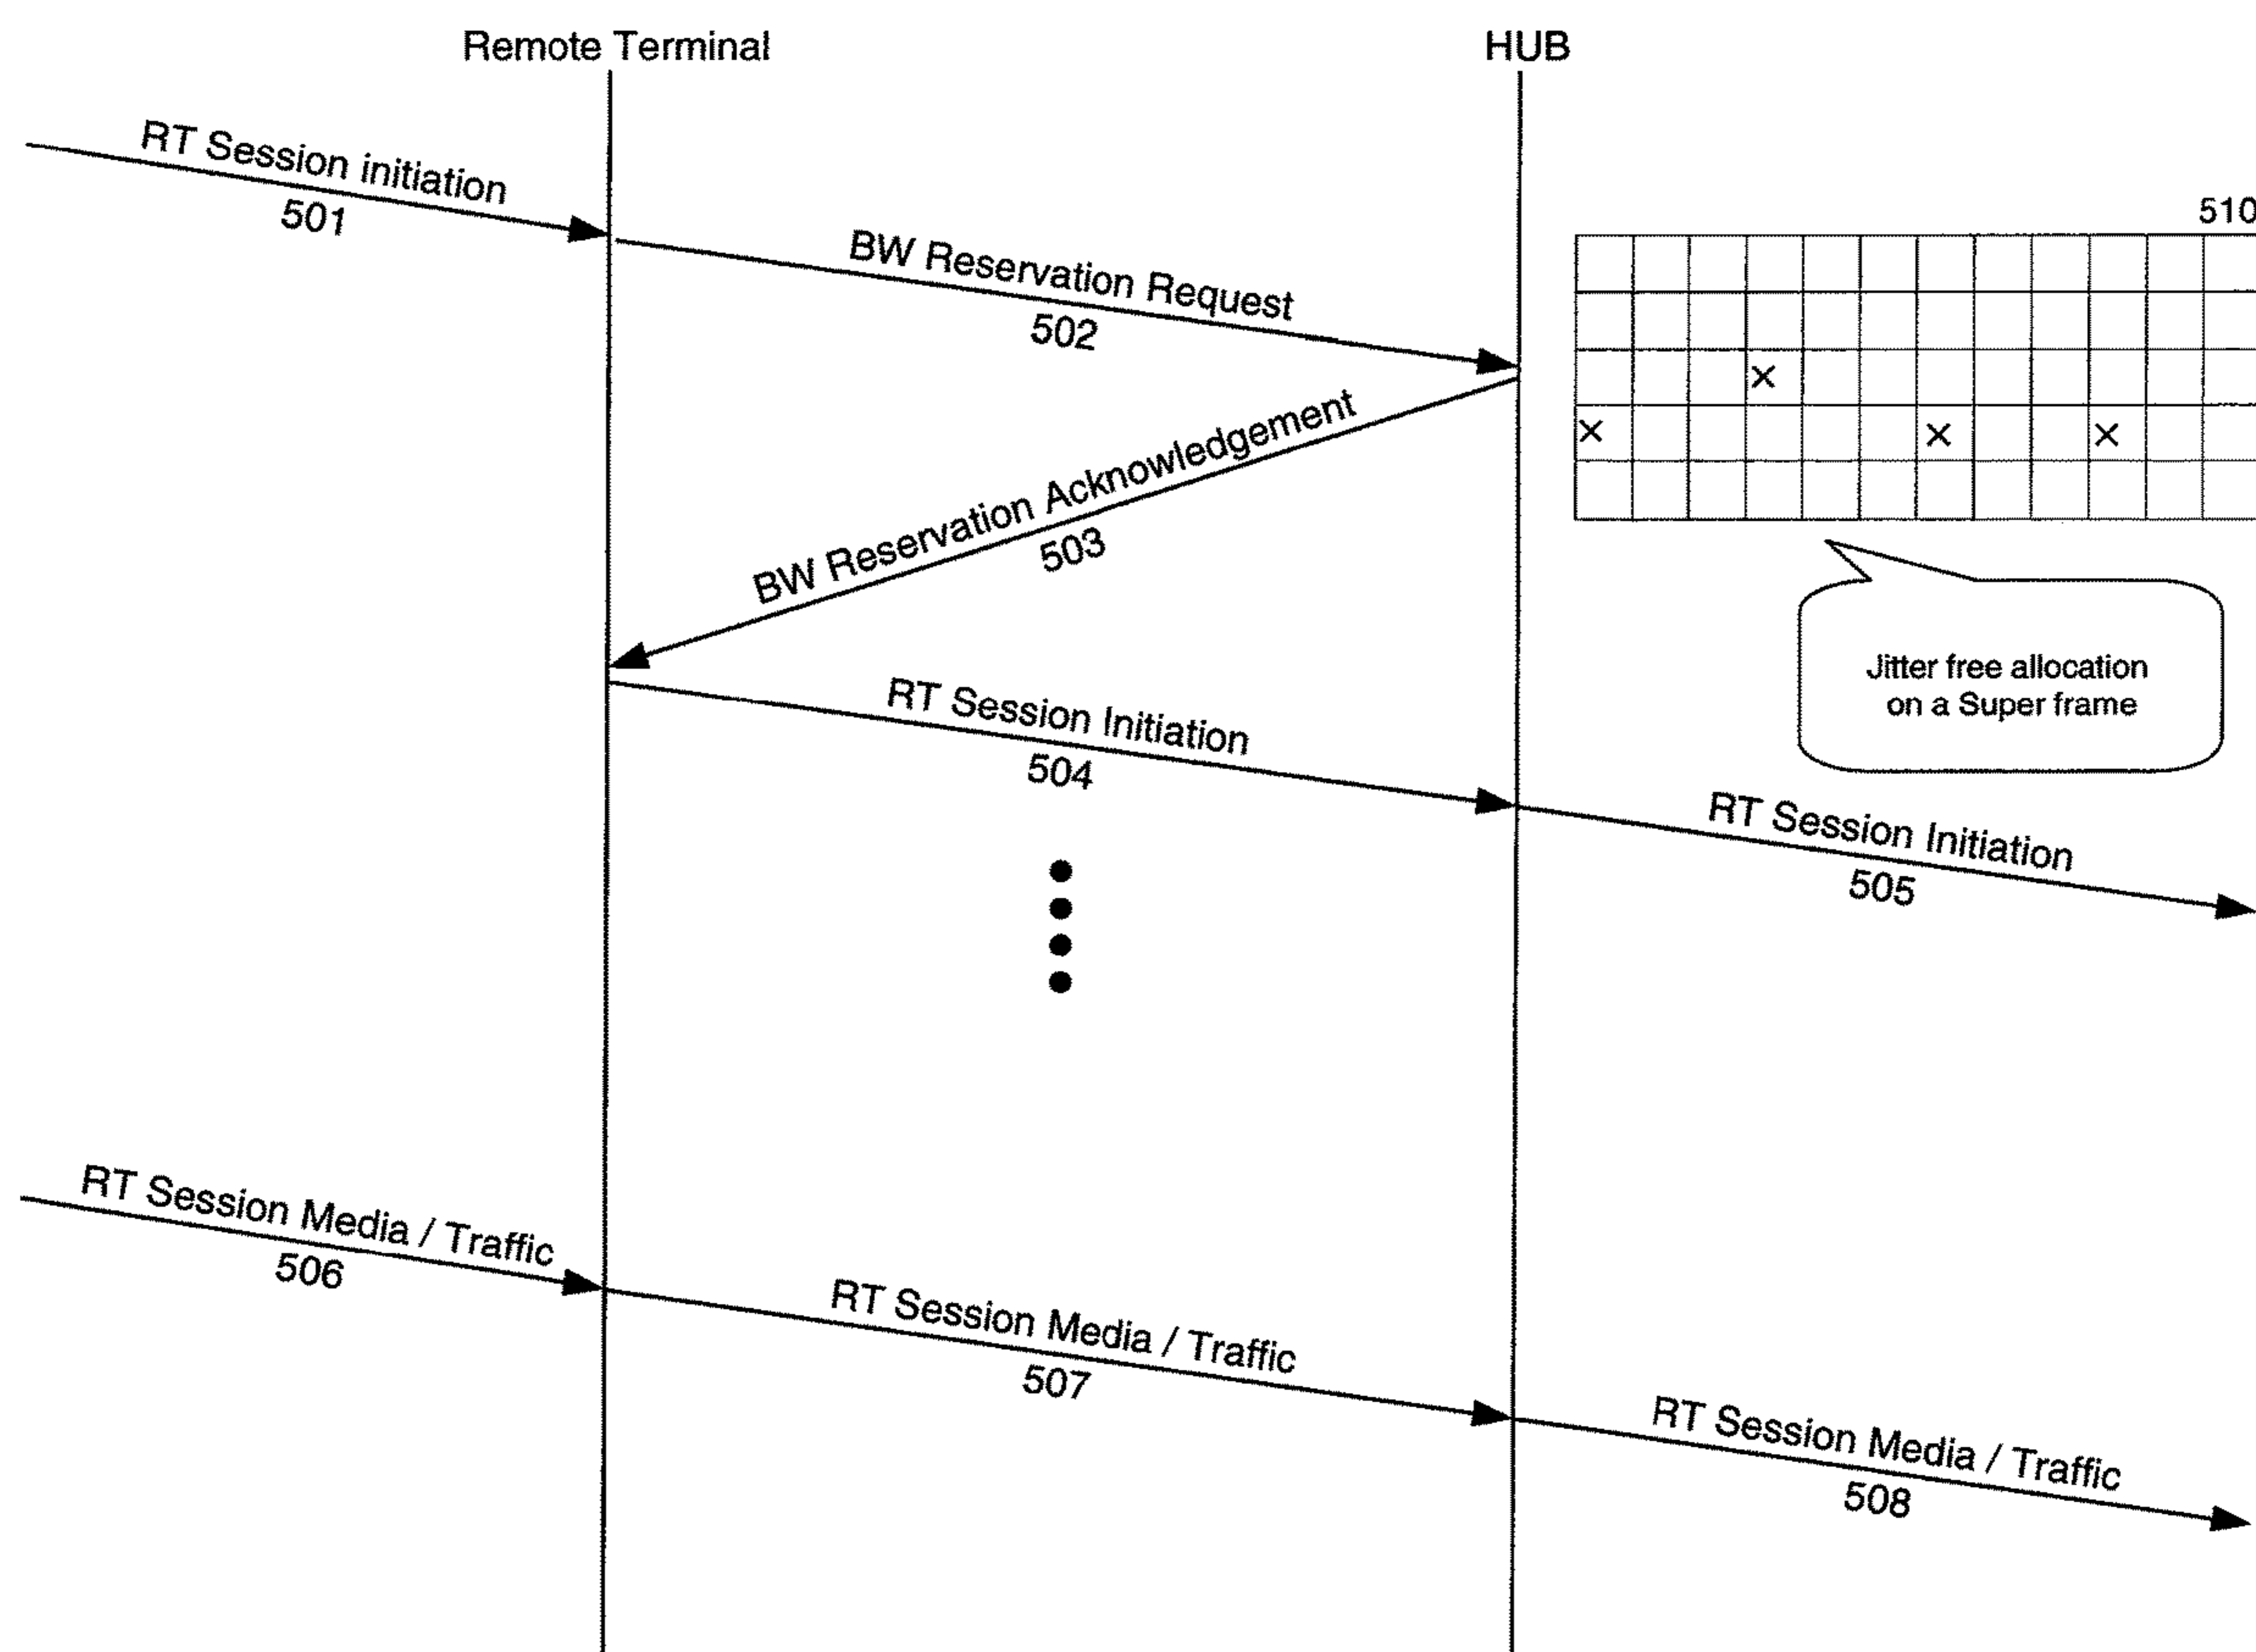 Remote Terminal
HUB
RT Session initiation
501
BW Reservation Request
502
510
×
×
×
×
BW Reservation Acknowledgement
503
Jitter free allocation
on a Super frame
RT Session Initiation
504
RT Session Initiation
505
RT Session Media / Traffic
506
RT Session Media / Traffic
507
RT Session Media / Traffic
508